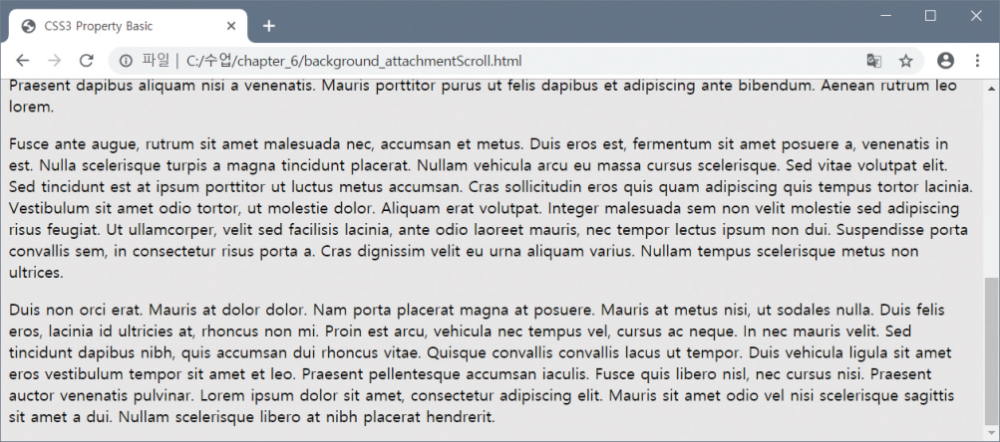 CSS3 Property Basic
파일 | C:/수업/chapter_6/background_attachmentScroll.html
Praesent dapibus aliquam nisi a venenatis. Mauris porttitor purus ut felis dapibus et adipiscing ante bibendum. Aenean rutrum leo
lorem.
Fusce ante augue, rutrum sit amet malesuada nec, accumsan et metus. Duis eros est, fermentum sit amet posuere a, venenatis in
est. Nulla scelerisque turpis a magna tincidunt placerat. Nullam vehicula arcu eu massa cursus scelerisque. Sed vitae volutpat elit.
Sed tincidunt est at ipsum porttitor ut luctus metus accumsan. Cras sollicitudin eros quis quam adipiscing quis tempus tortor lacinia.
Vestibulum sit amet odio tortor, ut molestie dolor. Aliquam erat volutpat. Integer malesuada sem non velit molestie sed adipiscing
risus feugiat. Ut ullamcorper, velit sed facilisis lacinia, ante odio laoreet mauris, nec tempor lectus ipsum non dui. Suspendisse porta
convallis sem, in consectetur risus porta a. Cras dignissim velit eu urna aliquam varius. Nullam tempus scelerisque metus non
ultrices.
Duis non orci erat. Mauris at dolor dolor. Nam porta placerat magna at posuere. Mauris at metus nisi, ut sodales nulla. Duis felis
eros, lacinia id ultricies at, rhoncus non mi. Proin est arcu, vehicula nec tempus vel, cursus ac neque. In nec mauris velit. Sed
tincidunt dapibus nibh, quis accumsan dui rhoncus vitae. Quisque convallis convallis lacus ut tempor. Duis vehicula ligula sit amet
eros vestibulum tempor sit amet et leo. Praesent pellentesque accumsan iaculis. Fusce quis libero nisl, nec cursus nisi. Praesent
auctor venenatis pulvinar. Lorem ipsum dolor sit amet, consectetur adipiscing elit. Mauris sit amet odio vel nisi scelerisque sagittis
sit amet a dui. Nullam scelerisque libero at nibh placerat hendrerit.